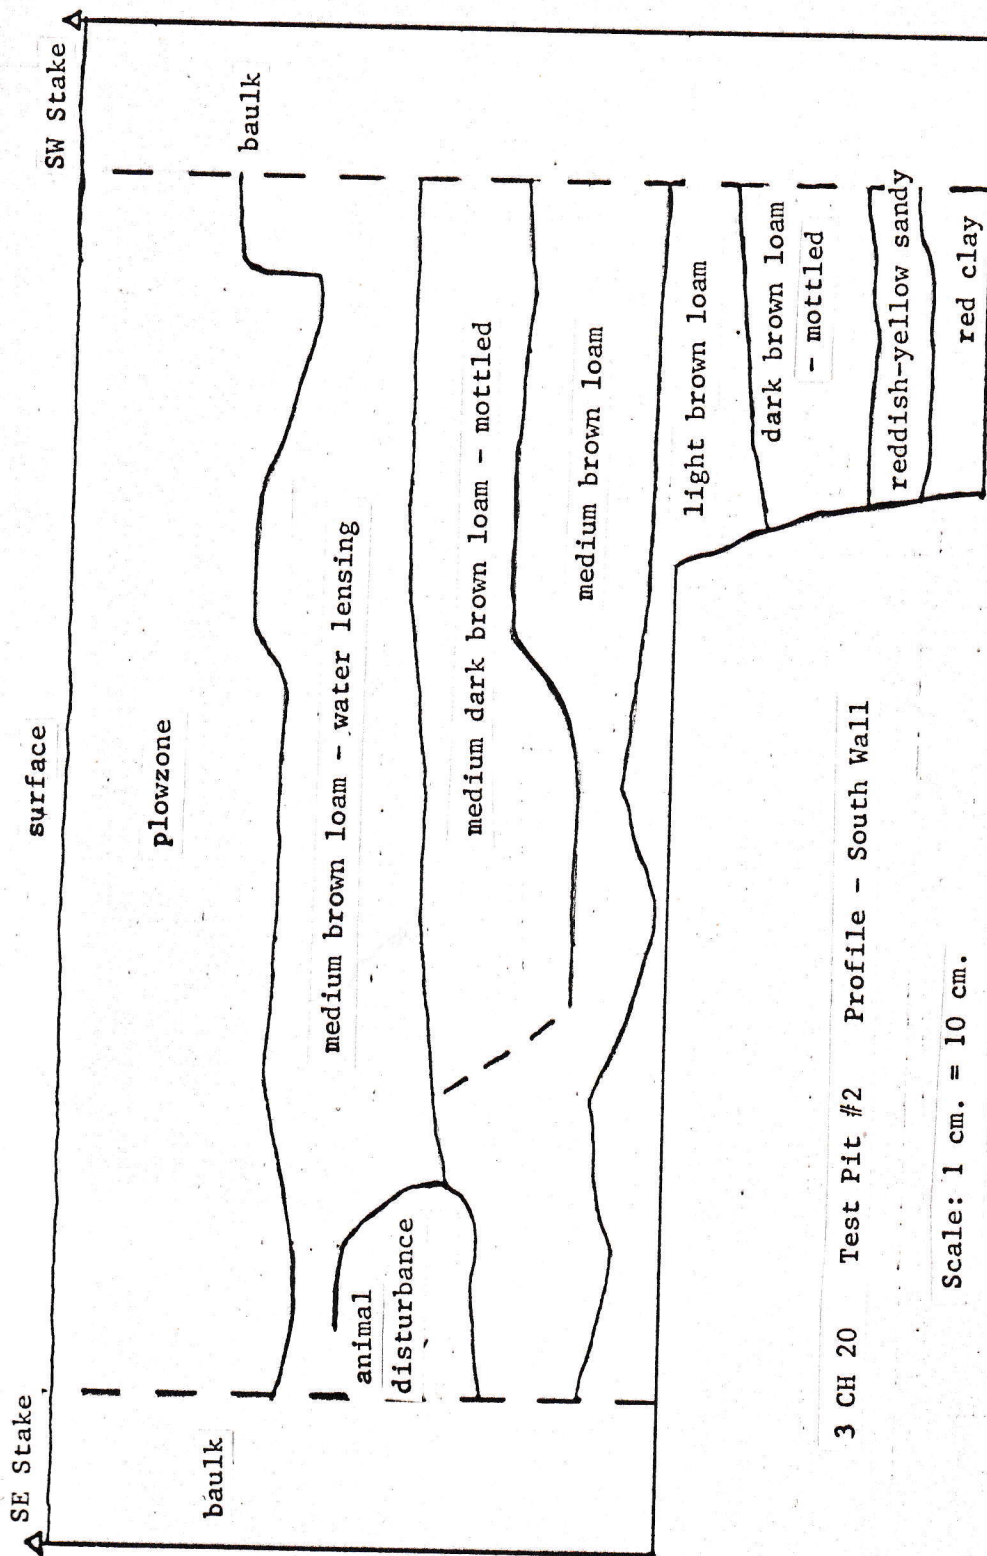 surface
SE Stake
SW Stake
baulk
plowzone
baulk
medium brown loam - water lensing
animal
disturbance
medium dark brown loam - mottled
medium brown loam
light brown loam
dark brown loam
- mottled
reddish-yellow sandy
red clay
3 CH 20 Test Pit #2 Profile - South Wall
Scale: 1 cm. = 10 cm.